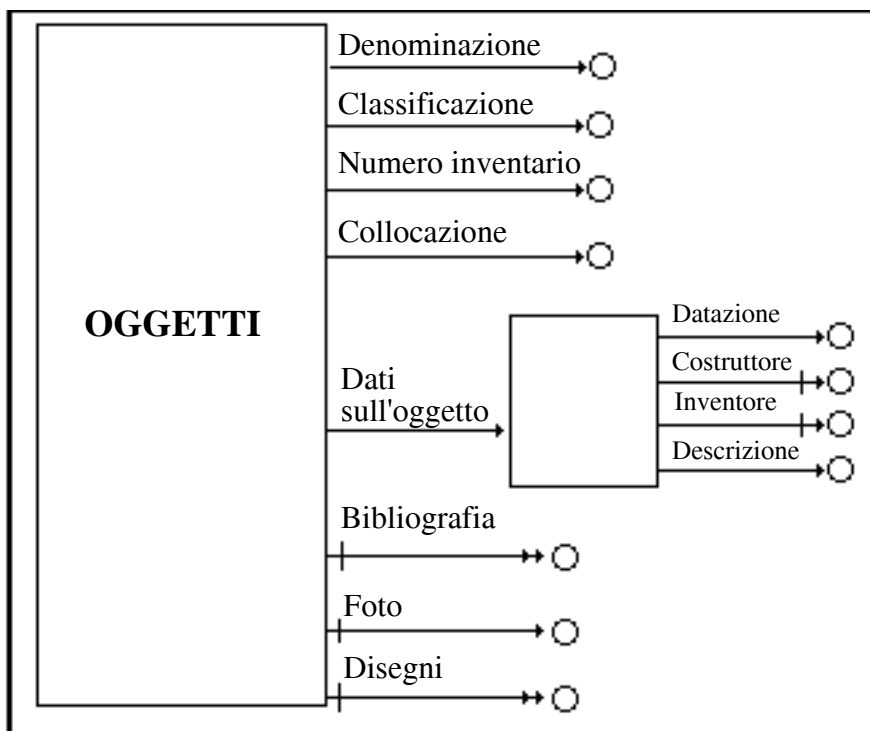 Denominazione
Classificazione
Numero inventario
Collocazione
OGGETTI
Dati
sull'oggetto
Datazione
Costruttore
Inventore
Descrizione
Bibliografia
Foto
Disegni